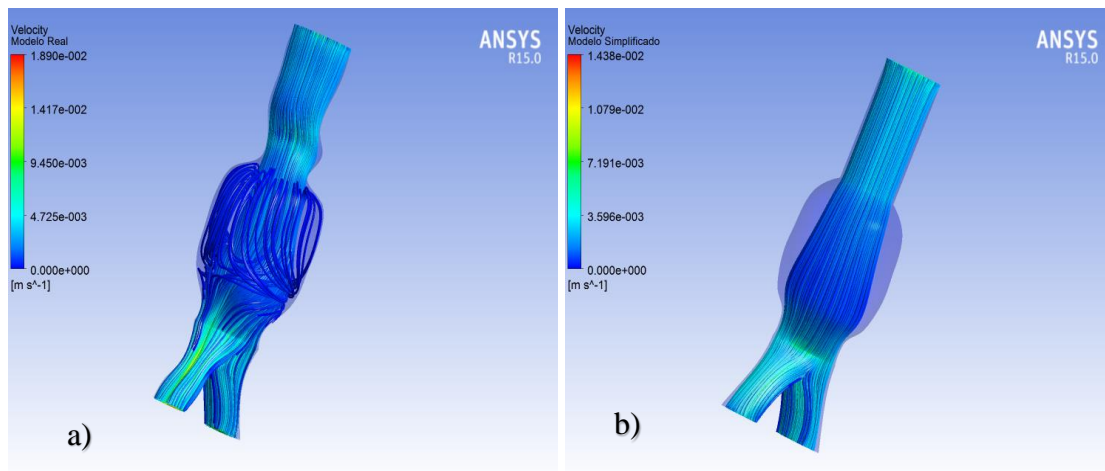 Velocity
Modelo Real
1.890e-002
1.417e-002
9.450e-003
4.725e-003
0.000e+000
[m s^-1]
ANSYS
R15.0
a)
Velocity
Modelo Simplificado
1.438e-002
1.079e-002
7.191e-003
3.596e-003
0.000e+000
[m s^-1]
ANSYS
R15.0
b)